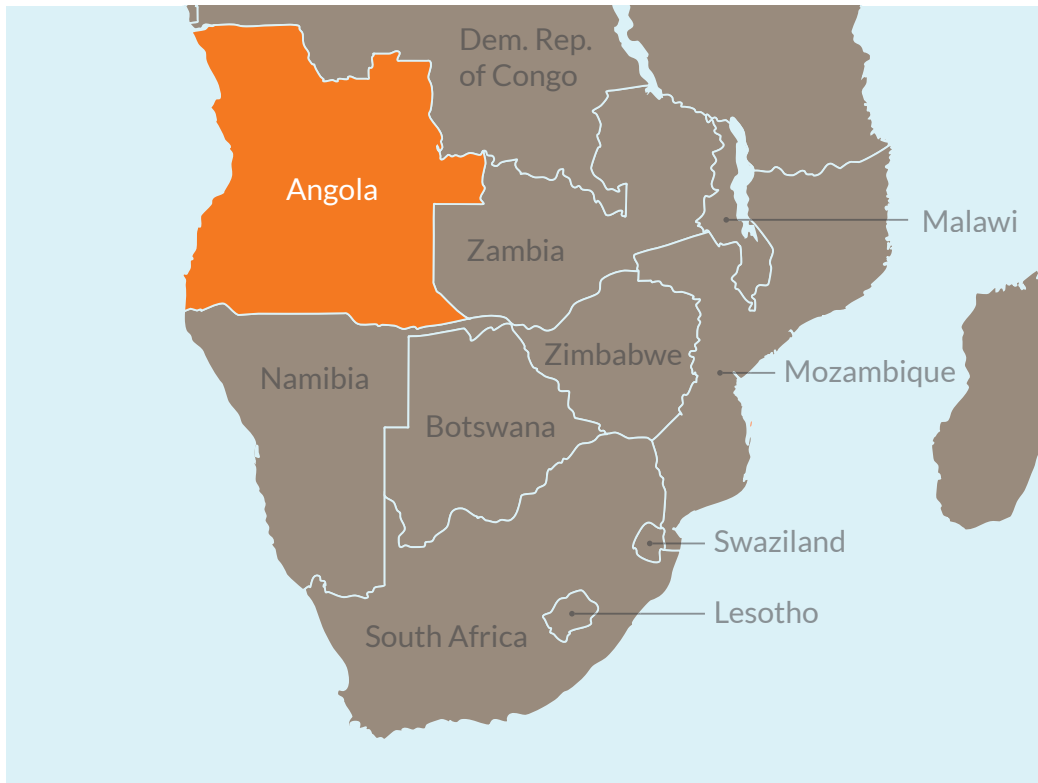 Dem. Rep.
of Congo
Angola
Malawi
Zambia
Zimbabwe
Mozambique
Namibia
Botswana
Swaziland
Lesotho
South Africa